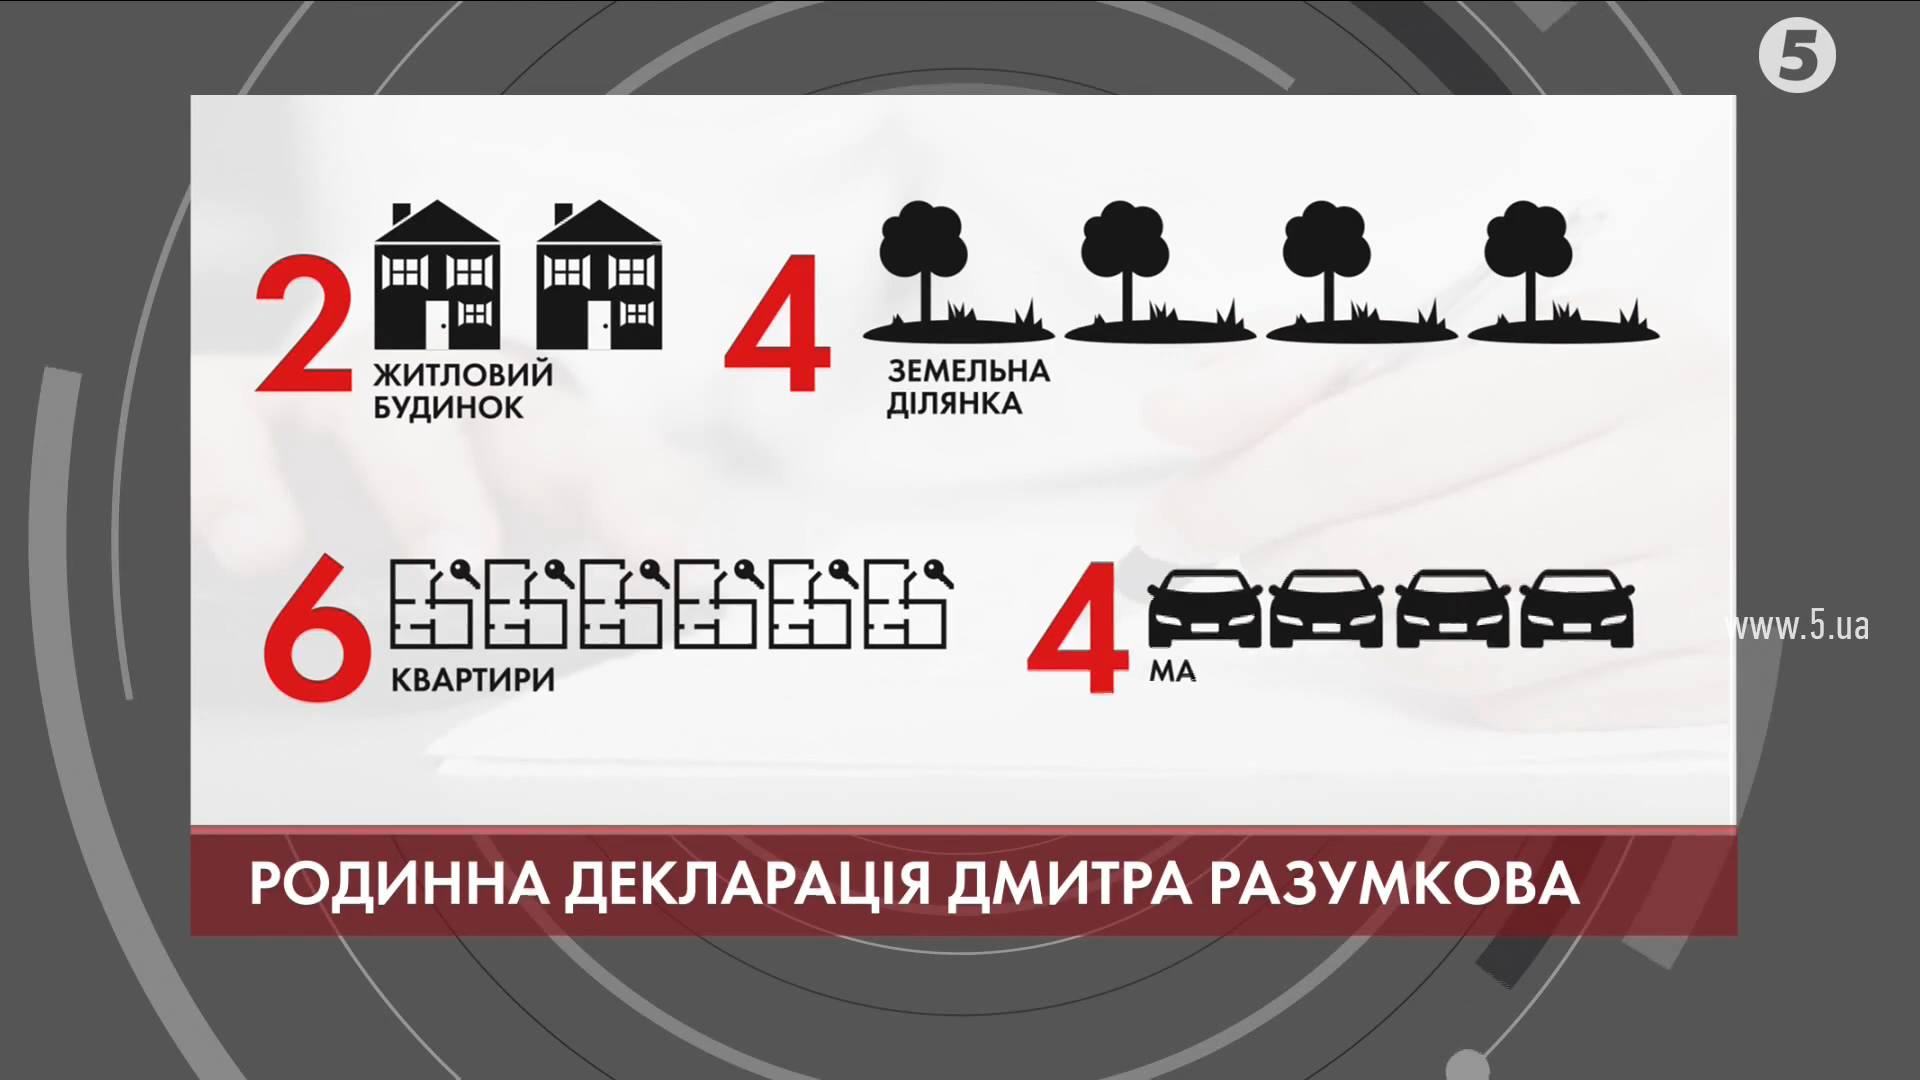 5
2
ЖИТЛОВИЙ
БУДИНОК
4
ЗЕМЕЛЬНА
ДІЛЯНКА
6
КВАРТИРИ
4
МА
www.5.ua
РОДИННА ДЕКЛАРАЦІЯ ДМИТРА РАЗУМКОВА